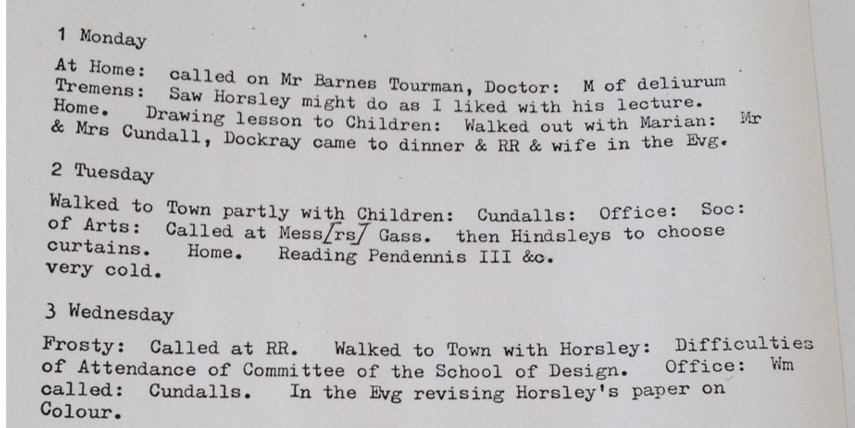 1 Monday
At Home: called on Mr Barnes Tourman, Doctor: M of deliurum
Tremens: Saw Horsley might do as I liked with his lecture.
Home. Drawing lesson to Children: Walked out with Marian: Mr
& Mrs Cundall, Dockray came to dinner & RR & wife in the Evg.
2 Tuesday
Walked to Town partly with Children: Cundalls: Office: Soc:
of Arts: Called at Mess[rs] Gass. then Hindsleys to choose
curtains. Home. Reading Pendennis III &c.
very cold.
3 Wednesday
Frosty: Called at RR. Walked to Town with Horsley: Difficulties
of Attendance of Committee of the School of Design. Office: Wm
called: Cundalls. In the Evg revising Horsley's paper on
Colour.